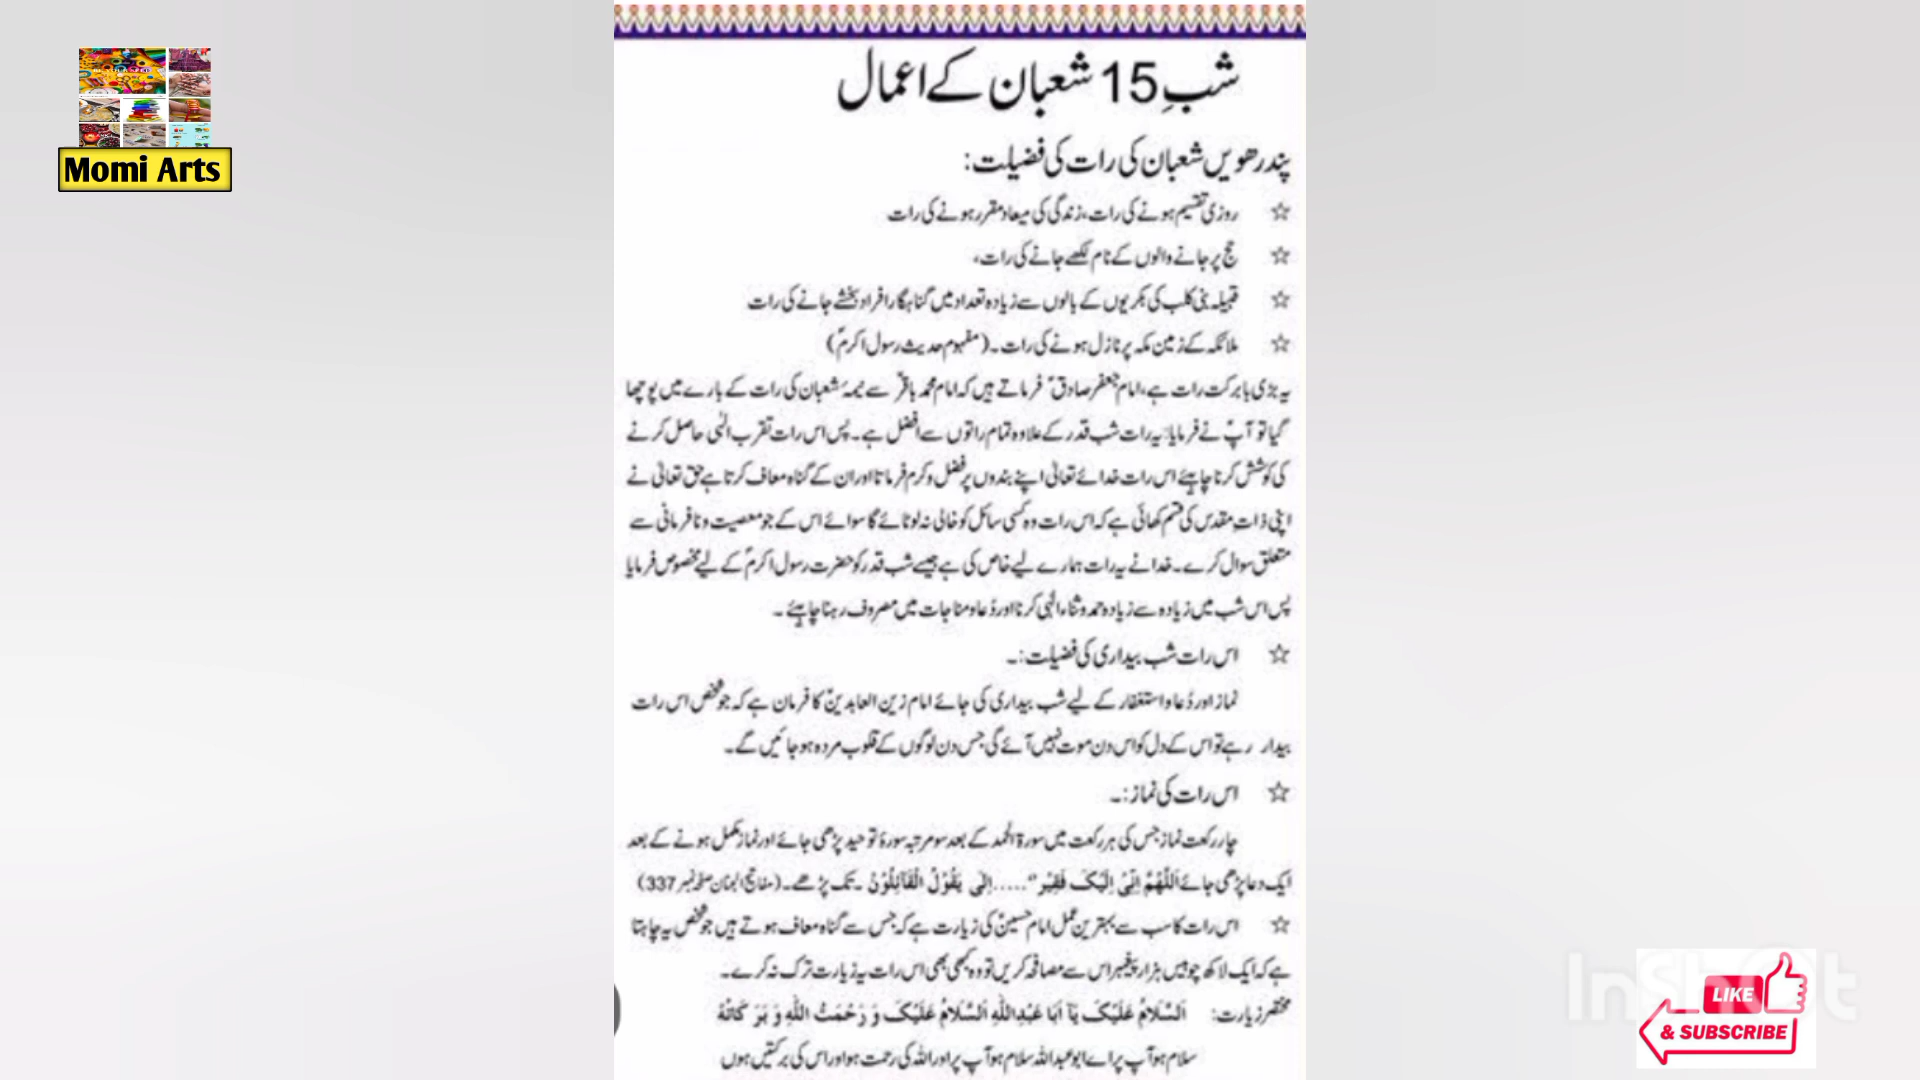 Momi Arts
شبِ 15 شعبان کے اعمال
پندرھویں شعبان کی رات کی فضیلت:
☆ روزی تقسیم ہونے کی رات، زندگی کی میعاد مقرر ہونے کی رات
☆ حج پر جانے والوں کے نام لکھے جانے کی رات،
☆ قبیلہ بنی کلب کی بکریوں کے بالوں سے زیادہ تعداد میں گناہگار افراد بخشے جانے کی رات
☆ ملائکہ کے زمین مکہ پر نازل ہونے کی رات۔ (مفہوم حدیث رسول اکرمؐ)
یہ بڑی بابرکت رات ہے، امام جعفر صادقؑ فرماتے ہیں کہ امام محمد باقرؑ سے نیمہ شعبان کی رات کے بارے میں پوچھا
گیا تو آپؑ نے فرمایا: یہ رات شب قدر کے علاوہ تمام راتوں سے افضل ہے۔ پس اس رات تقرب الٰہی حاصل کرنے
کی کوشش کرنا چاہیئے اس رات خدائے تعالیٰ اپنے بندوں پر فضل و کرم فرماتا اور ان کے گناہ معاف کرتا ہے حق تعالیٰ نے
اپنی ذات مقدس کی قسم کھائی ہے کہ اس رات وہ کسی سائل کو خالی نہ لوٹائے گا سوائے اس کے جو معصیت و نافرمانی سے
متعلق سوال کرے۔ خدا نے یہ رات ہمارے لیے خاص کی ہے جیسے شب قدر کو حضرت رسول اکرمؐ کے لیے مخصوص فرمایا
پس اس شب میں زیادہ سے زیادہ حمد و ثناء الٰہی کرنا اور دُعا و مناجات میں مصروف رہنا چاہیئے۔
☆ اس رات شب بیداری کی فضیلت:۔
نماز اور دُعا و استغفار کے لیے شب بیداری کی جائے امام زین العابدینؑ کا فرمان ہے کہ جو شخص اس رات
بیدار رہے تو اس کے دل کو اس دن موت نہیں آئے گی جس دن لوگوں کے قلوب مردہ ہو جائیں گے۔
☆ اس رات کی نماز:۔
چار رکعت نماز جس کی ہر رکعت میں سورۃ الحمد کے بعد سو مرتبہ سورۃ توحید پڑھی جائے اور نماز مکمل ہونے کے بعد
ایک دعا پڑھی جائے اَللّٰهُمَّ اِنِّیْ اِلَیْکَ فَقِیْر"..... اِلٰی یَقُوْلُ الْقَآئِلُوْنَ۔ تک پڑھے۔ (مفاتیح الجنان صفحہ نمبر 337)
☆ اس رات کا سب سے بہترین عمل امام حسینؑ کی زیارت ہے کہ جس سے گناہ معاف ہوتے ہیں جو شخص یہ چاہتا
ہے کہ ایک لاکھ چوبیس ہزار پیغمبر اس سے مصافحہ کریں تو وہ کبھی بھی اس رات یہ زیارت ترک نہ کرے۔
مختصر زیارت: اَلسَّلَامُ عَلَیْکَ یَا اَبَا عَبْدِاللّٰهِ اَلسَّلَامُ عَلَیْکَ وَ رَحْمَتُ اللّٰهِ وَ بَرَکَاتُهُ
سلام ہو آپ پر اے ابو عبداللہ سلام ہو آپ پر اور اللہ کی رحمت ہو اور اس کی برکتیں ہوں
InShot
LIKE
& SUBSCRIBE